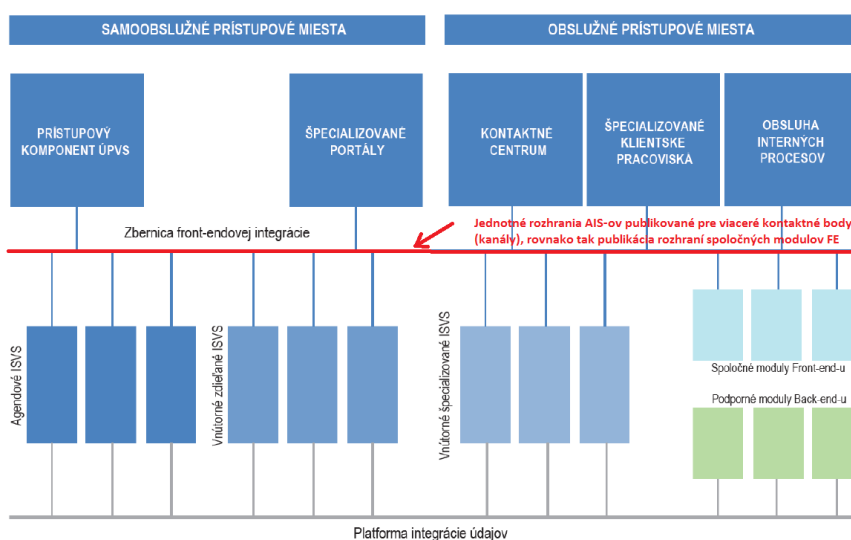 SAMOOBSLUŽNÉ PRÍSTUPOVÉ MIESTA
OBSLUŽNÉ PRÍSTUPOVÉ MIESTA
PRÍSTUPOVÝ
KOMPONENT ÚPVS
ŠPECIALIZOVANÉ
PORTÁLY
KONTAKTNÉ
CENTRUM
ŠPECIALIZOVANÉ
KLIENTSKE
PRACOVISKÁ
OBSLUHA
INTERNÝCH
PROCESOV
Zbernica front-endovej integrácie
Jednotné rozhrania AIS-ov publikované pre viaceré kontaktné body
(kanály), rovnako tak publikácia rozhraní spoločných modulov FE
Agendové ISVS
Vnútorné zdieľané ISVS
Vnútorné špecializované ISVS
Spoločné moduly Front-end-u
Podporné moduly Back-end-u
Platforma integrácie údajov